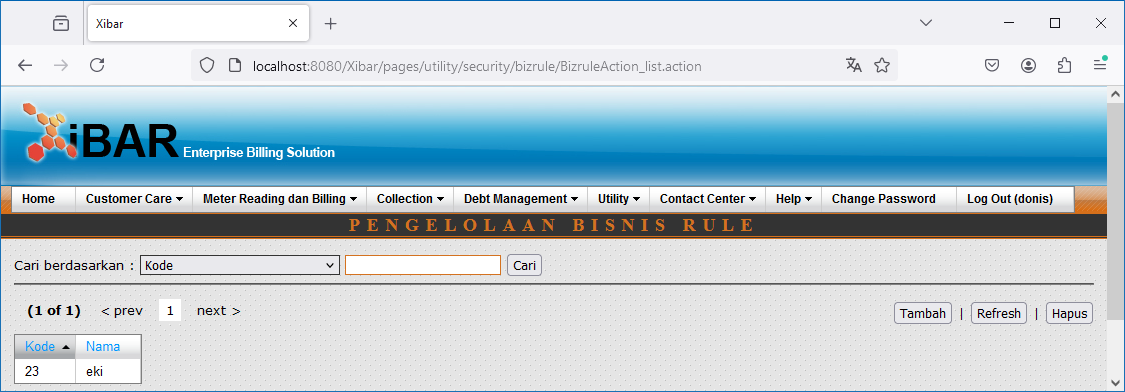 Xibar
localhost:8080/Xibar/pages/utility/security/bizrule/BizruleAction_list.action
iBAR Enterprise Billing Solution
Home Customer Care Meter Reading dan Billing Collection Debt Management Utility Contact Center Help Change Password Log Out (donis)
PENGELOLAAN BISNIS RULE
Cari berdasarkan : Kode Cari
(1 of 1) < prev 1 next > Tambah | Refresh | Hapus
Kode Nama
23 eki